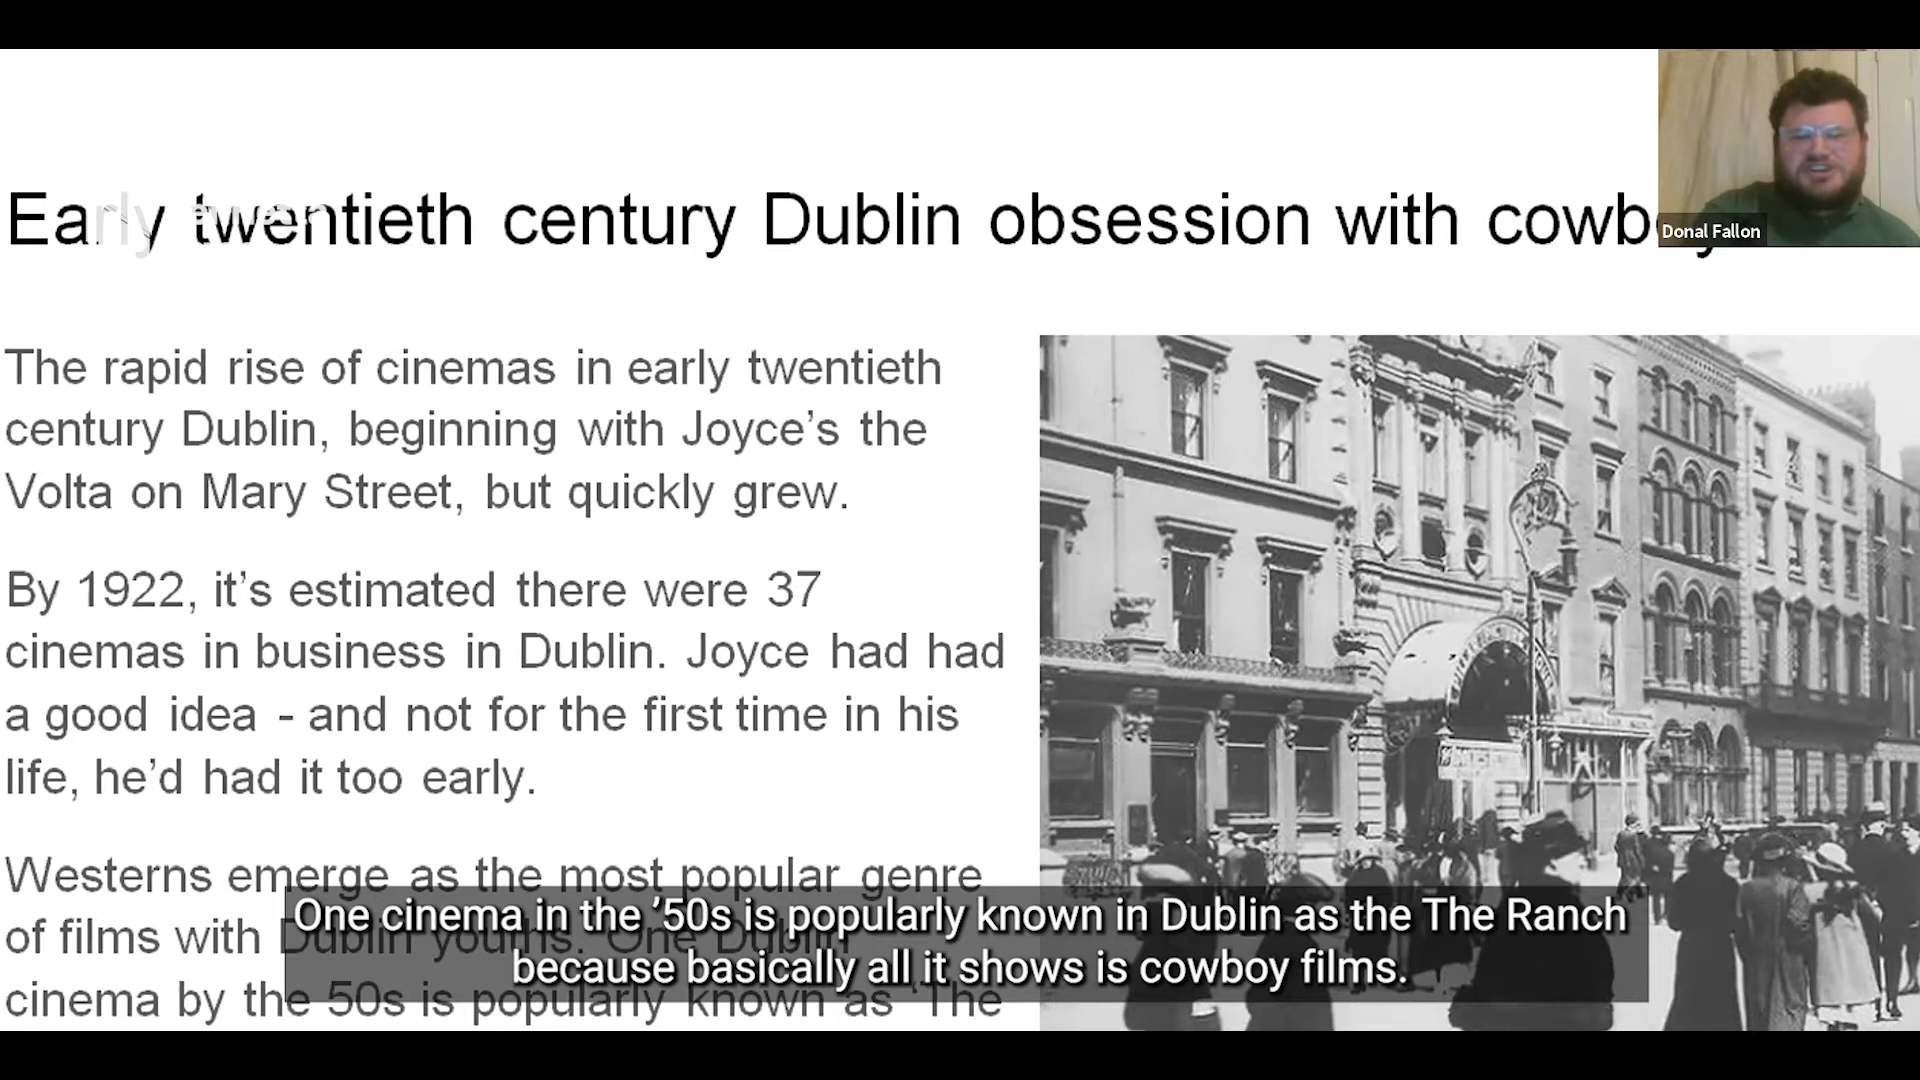 Early twentieth century Dublin obsession with cowboy
Donal Fallon
The rapid rise of cinemas in early twentieth
century Dublin, beginning with Joyce’s the
Volta on Mary Street, but quickly grew.
By 1922, it’s estimated there were 37
cinemas in business in Dublin. Joyce had had
a good idea - and not for the first time in his
life, he’d had it too early.
Westerns emerge as the most popular genre
of films with Dublin youths. One Dublin
cinema by the 50s is popularly known as ‘The
One cinema in the ’50s is popularly known in Dublin as the The Ranch
because basically all it shows is cowboy films.